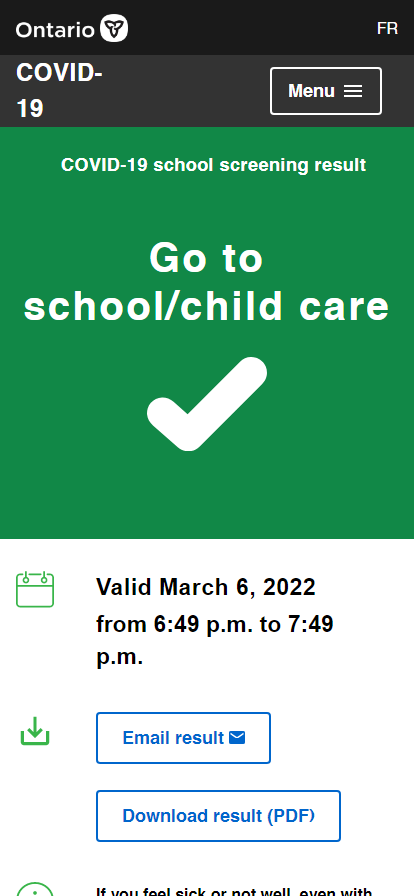 Ontario
FR
COVID-
19
Menu
COVID-19 school screening result
Go to
school/child care
Valid March 6, 2022
from 6:49 p.m. to 7:49
p.m.
Email result
Download result (PDF)
If you feel sick or not well, even with